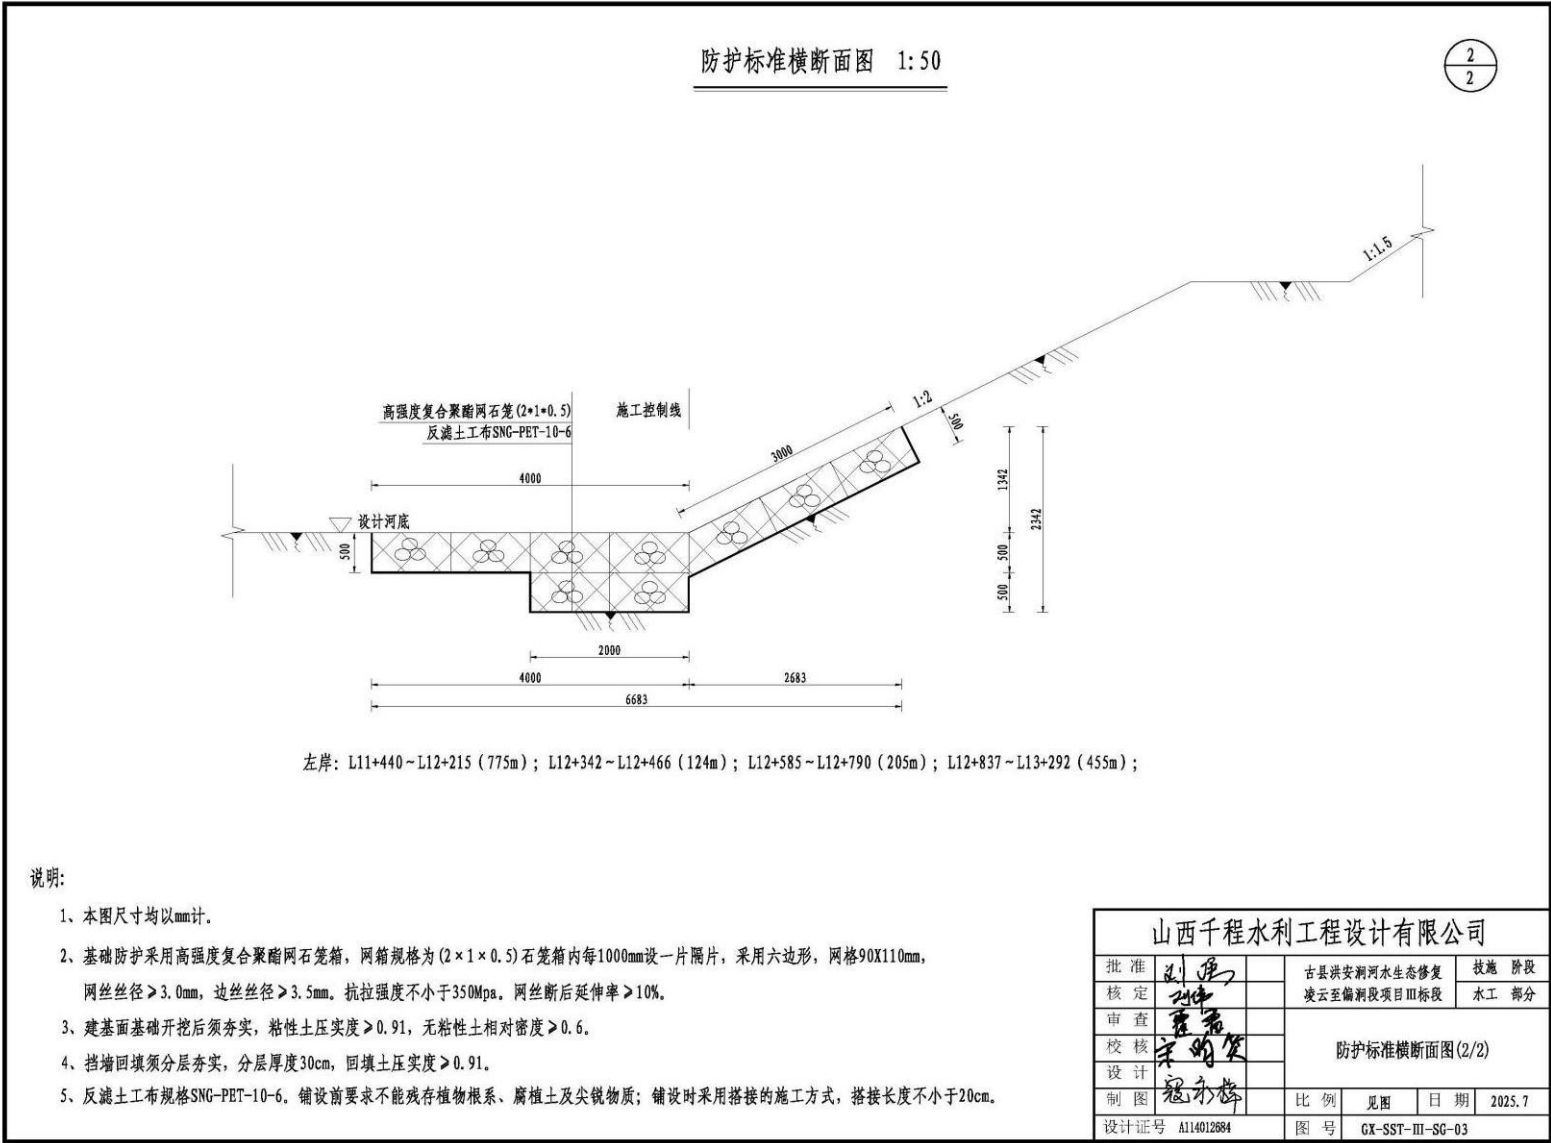 防护标准横断面图 1:50
2
2
1:1.5
1:2
500
3000
高强度复合聚酯网石笼(2*1*0.5)
反滤土工布SNG-PET-10-6
施工控制线
4000
设计河底
500
1342
2342
500
500
2000
4000
2683
6683
左岸: L11+440~L12+215 (775m); L12+342~L12+466 (124m); L12+585~L12+790 (205m); L12+837~L13+292 (455m);
说明:
1、本图尺寸均以mm计。
2、基础防护采用高强度复合聚酯网石笼箱，网箱规格为(2×1×0.5)石笼箱内每1000mm设一片隔片，采用六边形，网格90X110mm,
网丝丝径≥3.0mm, 边丝丝径≥3.5mm。抗拉强度不小于350Mpa。网丝断后延伸率≥10%。
3、建基面基础开挖后须夯实，粘性土压实度≥0.91，无粘性土相对密度≥0.6。
4、挡墙回填须分层夯实，分层厚度30cm，回填土压实度≥0.91。
5、反滤土工布规格SNG-PET-10-6。铺设前要求不能残存植物根系、腐植土及尖锐物质；铺设时采用搭接的施工方式，搭接长度不小于20cm。
山西千程水利工程设计有限公司
批准
核定
审查
校核
设计
制图
设计证号 A114012684
古县洪安涧河水生态修复
凌云至偏涧段项目III标段
技施 阶段
水工 部分
防护标准横断面图(2/2)
比例 见图 日期 2025.7
图号 GX-SST-III-SG-03